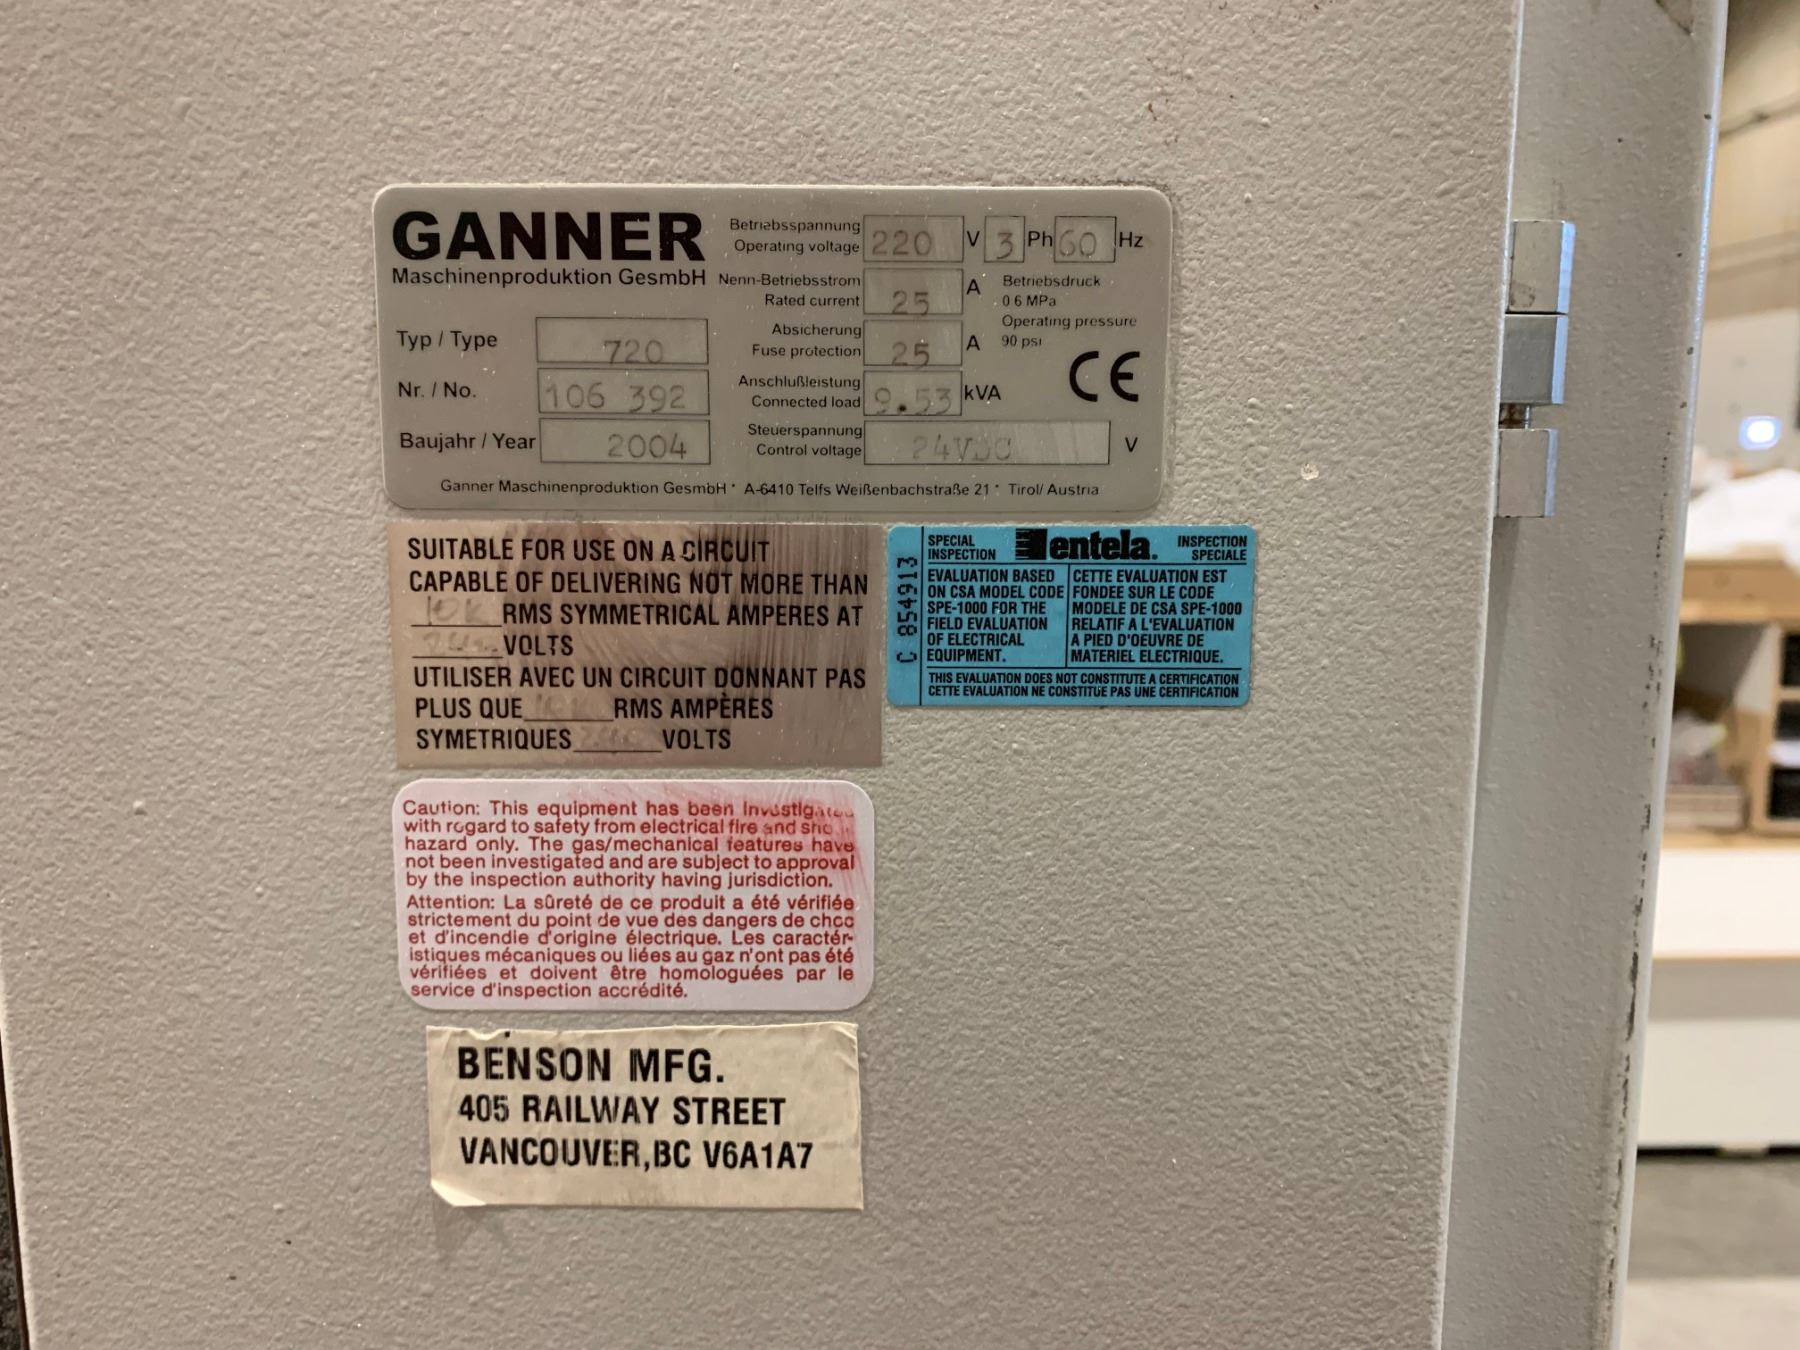 GANNER
Maschinenproduktion GesmbH
Typ / Type 720
Nr. / No. 106 392
Baujahr / Year 2004
Betriebsspannung
Operating voltage 220 V 3 Ph 60 Hz
Nenn-Betriebsstrom
Rated current 25 A
Absicherung
Fuse protection 25 A
Anschlußleistung
Connected load 9.53 kVA
Steuerspannung
Control voltage 24VDC V
Betriebsdruck
0 6 MPa
Operating pressure
90 psi
CE
Ganner Maschinenproduktion GesmbH * A-6410 Telfs Weißenbachstraße 21 * Tirol/ Austria
SUITABLE FOR USE ON A CIRCUIT
CAPABLE OF DELIVERING NOT MORE THAN
10K RMS SYMMETRICAL AMPERES AT
VOLTS
UTILISER AVEC UN CIRCUIT DONNANT PAS
PLUS QUE RMS AMPÈRES
SYMETRIQUES VOLTS
C 854913
SPECIAL
INSPECTION
entela.
INSPECTION
SPECIALE
EVALUATION BASED
ON CSA MODEL CODE
SPE-1000 FOR THE
FIELD EVALUATION
OF ELECTRICAL
EQUIPMENT.
CETTE EVALUATION EST
FONDEE SUR LE CODE
MODELE DE CSA SPE-1000
RELATIF A L'EVALUATION
A PIED D'OEUVRE DE
MATERIEL ELECTRIQUE.
THIS EVALUATION DOES NOT CONSTITUTE A CERTIFICATION
CETTE EVALUATION NE CONSTITUE PAS UNE CERTIFICATION
Caution: This equipment has been Investigated
with regard to safety from electrical fire and sho
hazard only. The gas/mechanical features have
not been investigated and are subject to approval
by the inspection authority having jurisdiction.
Attention: La sûreté de ce produit a été vérifiée
strictement du point de vue des dangers de choc
et d'incendie d'origine électrique. Les caractér-
istiques mécaniques ou liées au gaz n'ont pas été
vérifiées et doivent être homologuées par le
service d'inspection accrédité.
BENSON MFG.
405 RAILWAY STREET
VANCOUVER,BC V6A1A7